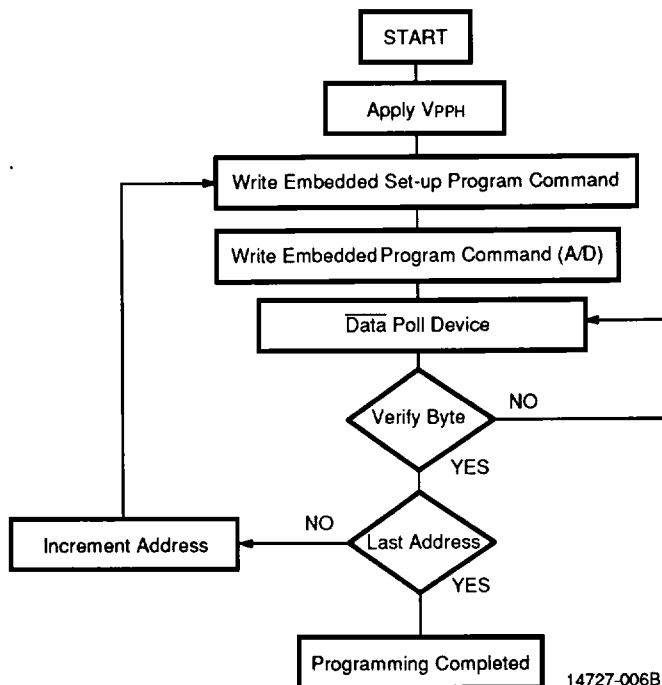 START
Apply VPPH
Write Embedded Set-up Program Command
Write Embedded Program Command (A/D)
Data Poll Device
Verify Byte
NO
YES
NO
Increment Address
Last Address
YES
Programming Completed
14727-006B